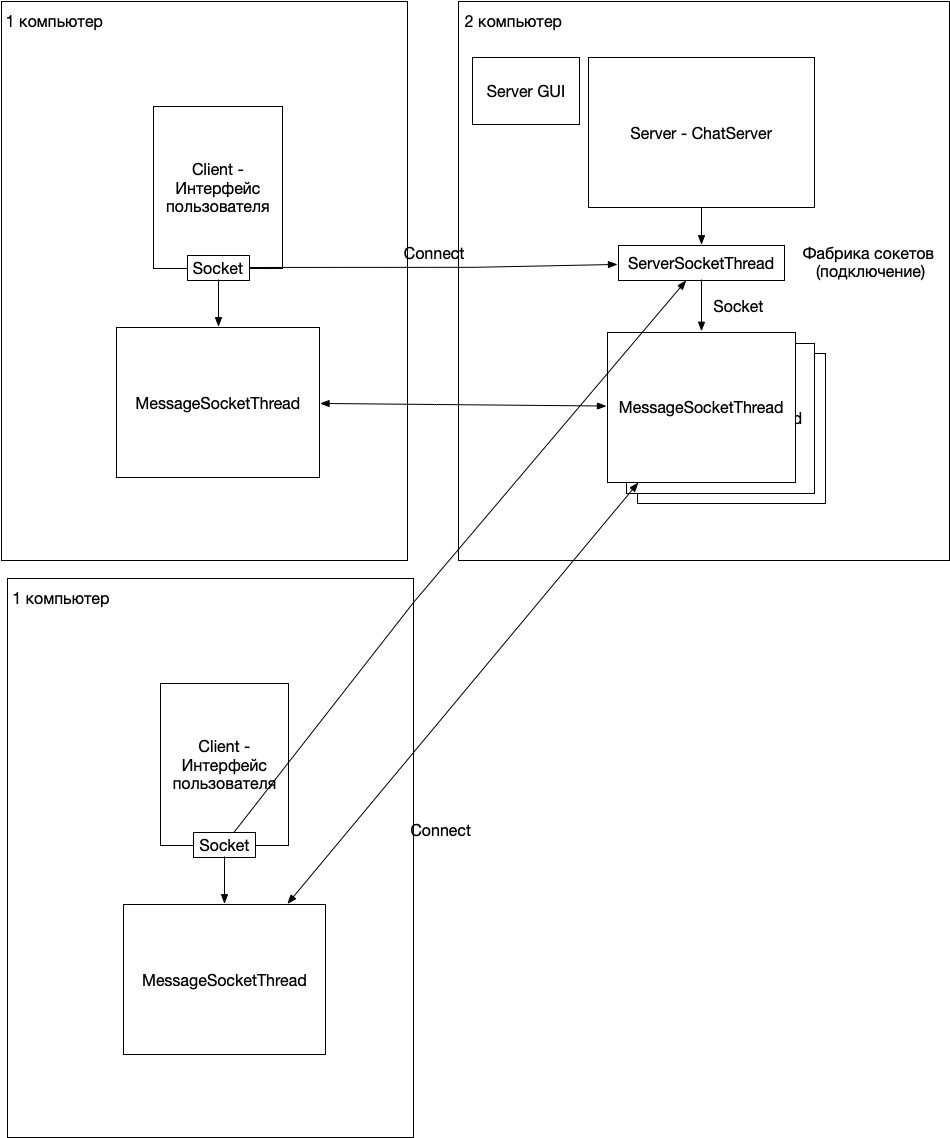 1 компьютер
Client -
Интерфейс
пользователя
Socket
MessageSocketThread
Connect
2 компьютер
Server GUI
Server - ChatServer
ServerSocketThread
Фабрика сокетов
(подключение)
Socket
MessageSocketThread
d
1 компьютер
Client -
Интерфейс
пользователя
Socket
Connect
MessageSocketThread